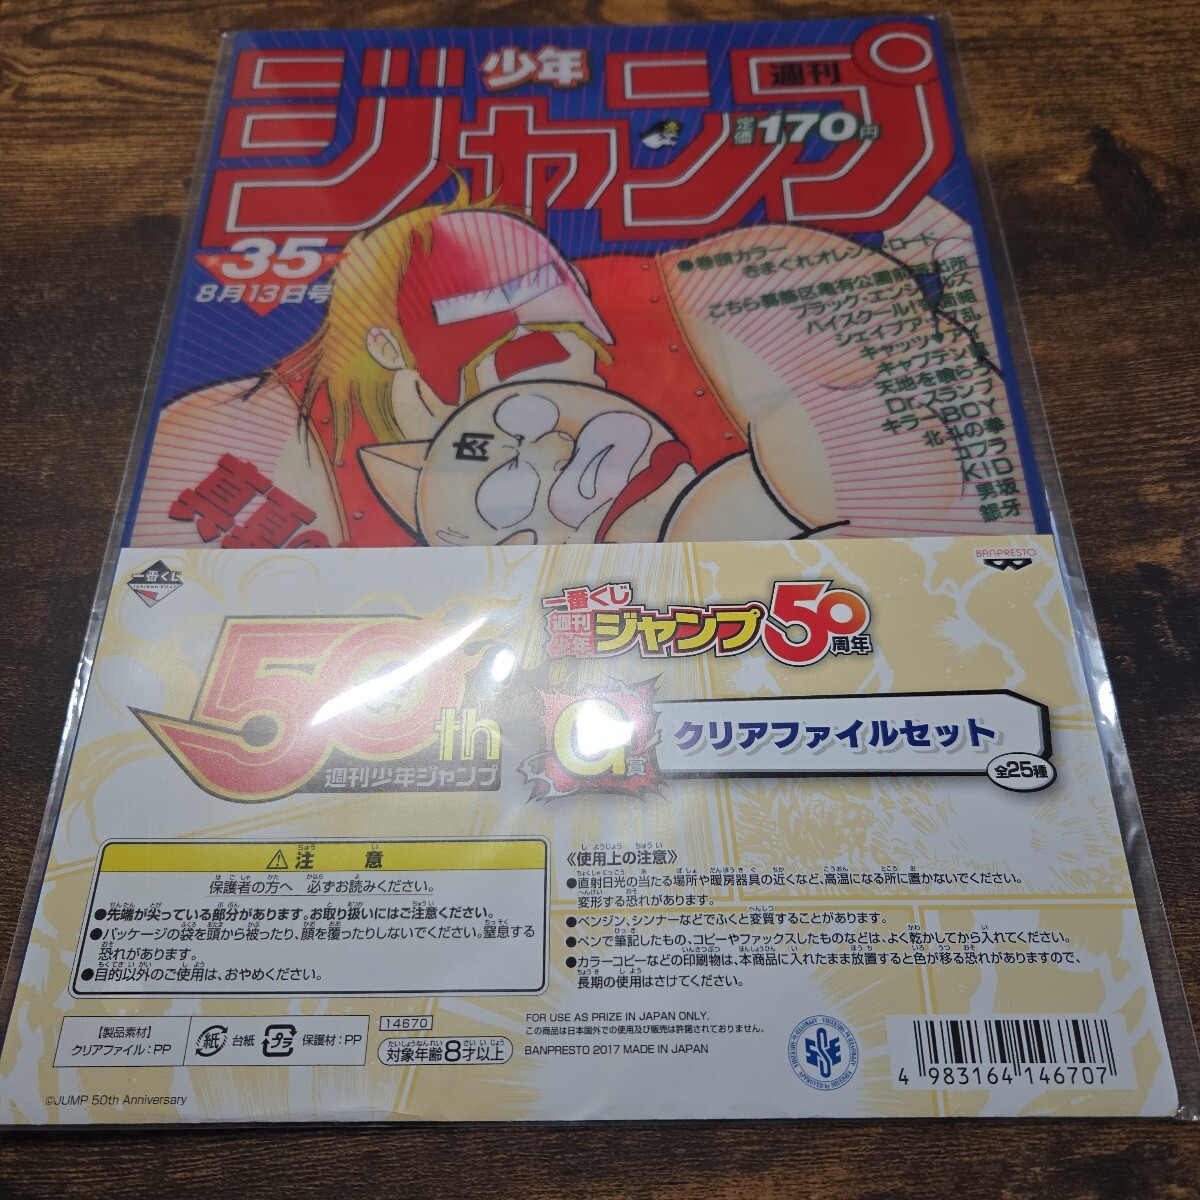 少年
週刊
ジャンプ
定価170円
35
8月13日号
●巻頭カラー
きまぐれオレンジ・ロード
こちら葛飾区亀有公園前派出所
ブラック・エンジェルズ
ハイスクール!奇面組
シェイプアップ乱
キャッツ♥アイ
キャプテン翼
天地を喰らう
Dr.スランプ
キラーBOY
北斗の拳
コブラ
KID
男坂
銀牙
肉
真夏の
一番くじ
BANPRESTO
50th
週刊少年ジャンプ
一番くじ
週刊少年ジャンプ50周年
G賞
クリアファイルセット
全25種
注意
保護者の方へ 必ずお読みください。
●先端が尖っている部分があります。お取り扱いにはご注意ください。
●パッケージの袋を頭から被ったり、顔を覆ったりしないでください。窒息する
恐れがあります。
●目的以外のご使用は、おやめください。
《使用上の注意》
●直射日光の当たる場所や暖房器具の近くなど、高温になる所に置かないでください。
変形する恐れがあります。
●ベンジン、シンナーなどでふくと変質することがあります。
●ペンで筆記したもの、コピーやファックスしたものなどは、よく乾かしてから入れてください。
●カラーコピーなどの印刷物は、本商品に入れたまま放置すると色が移る恐れがありますので、
長期の使用はさけてください。
【製品素材】
クリアファイル:PP
紙 台紙 プラ 保護材:PP
14670
対象年齢8才以上
FOR USE AS PRIZE IN JAPAN ONLY.
この商品は日本国外での使用及び販売は許諾されておりません。
BANPRESTO 2017 MADE IN JAPAN
4 983164 146707
©JUMP 50th Anniversary